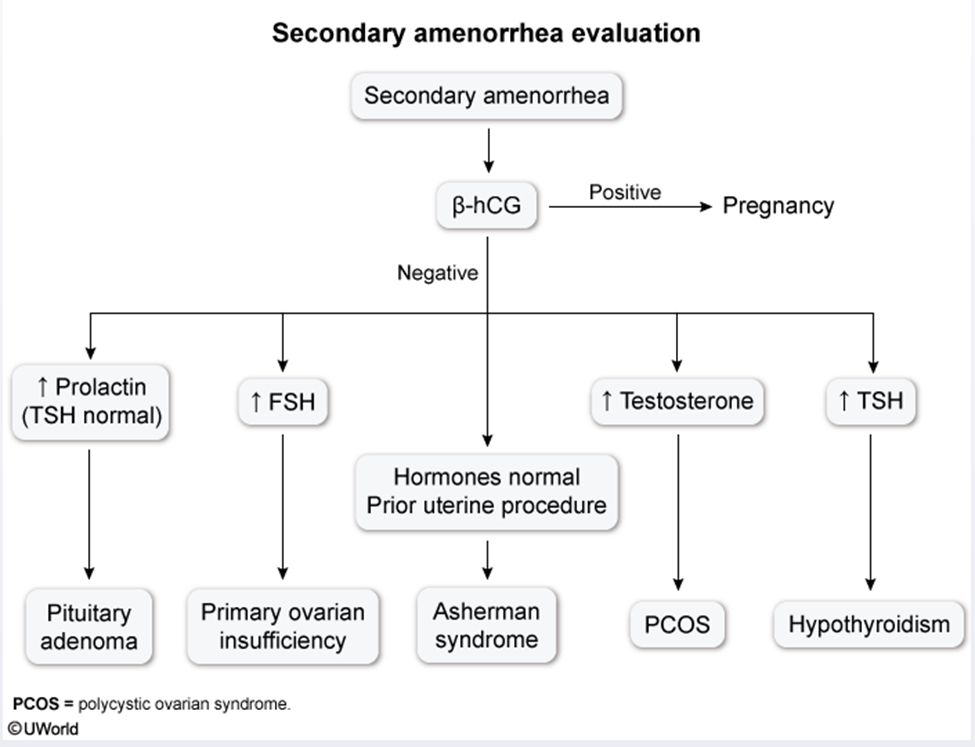 Secondary amenorrhea evaluation
Secondary amenorrhea
β-hCG
Positive
Pregnancy
Negative
↑ Prolactin
(TSH normal)
↑ FSH
↑ Testosterone
↑ TSH
Hormones normal
Prior uterine procedure
Pituitary
adenoma
Primary ovarian
insufficiency
Asherman
syndrome
PCOS
Hypothyroidism
PCOS = polycystic ovarian syndrome.
©UWorld